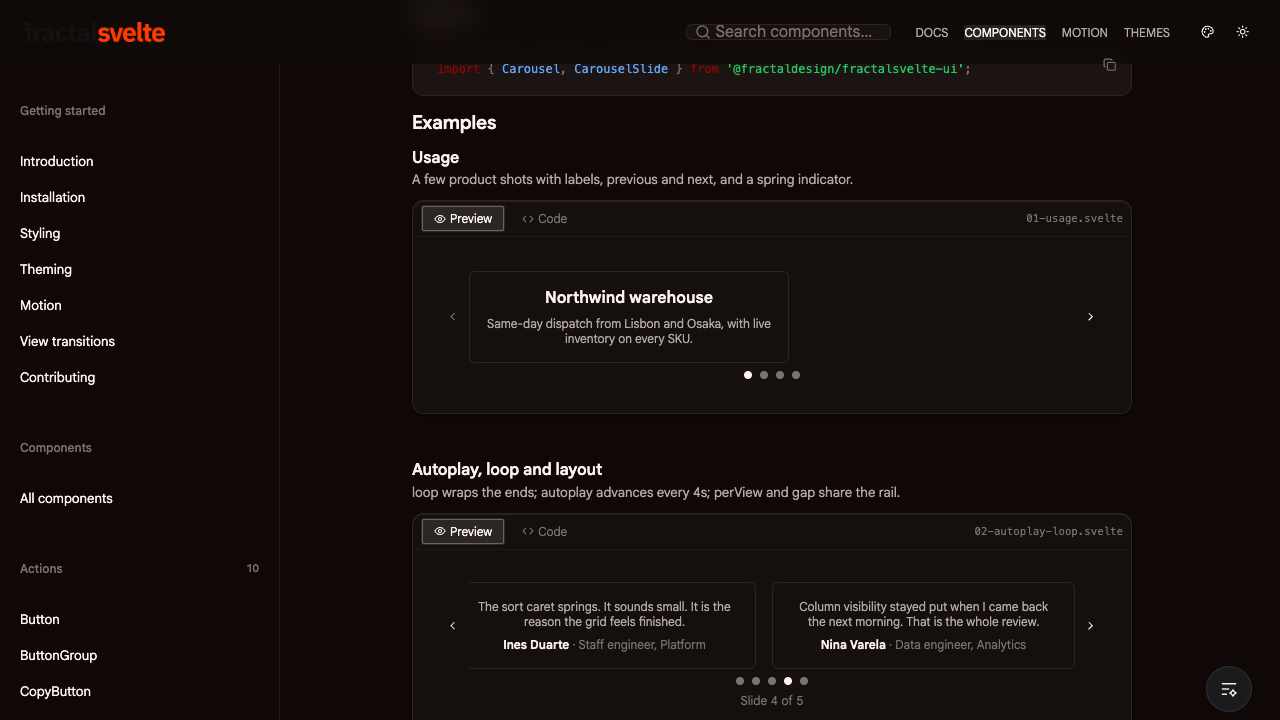 fractalsvelte
Search components...
DOCS
COMPONENTS
MOTION
THEMES
Getting started
Introduction
Installation
Styling
Theming
Motion
View transitions
Contributing
Components
All components
Actions
10
Button
ButtonGroup
CopyButton
import { Carousel, CarouselSlide } from '@fractaldesign/fractalsvelte-ui';
Examples
Usage
A few product shots with labels, previous and next, and a spring indicator.
Preview
Code
01-usage.svelte
Northwind warehouse
Same-day dispatch from Lisbon and Osaka, with live
inventory on every SKU.
Autoplay, loop and layout
loop wraps the ends; autoplay advances every 4s; perView and gap share the rail.
Preview
Code
02-autoplay-loop.svelte
The sort caret springs. It sounds small. It is the
reason the grid feels finished.
Ines Duarte · Staff engineer, Platform
Column visibility stayed put when I came back
the next morning. That is the whole review.
Nina Varela · Data engineer, Analytics
Slide 4 of 5